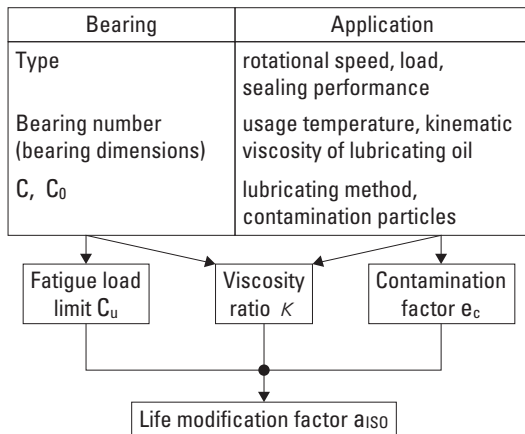 Bearing
Application
Type
rotational speed, load,
sealing performance
Bearing number
(bearing dimensions)
usage temperature, kinematic
viscosity of lubricating oil
C, C₀
lubricating method,
contamination particles
Fatigue load
limit Cᵤ
Viscosity
ratio κ
Contamination
factor e꜀
Life modification factor aISO